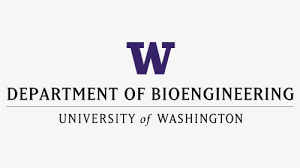 W
DEPARTMENT OF BIOENGINEERING
UNIVERSITY of WASHINGTON